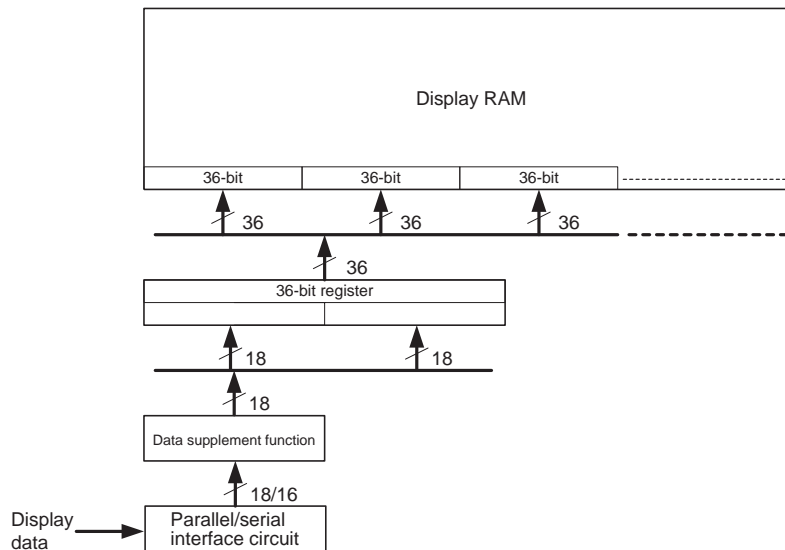 Display RAM
36-bit 36-bit 36-bit
36 36 36
36
36-bit register
18 18
18
Data supplement function
18/16
Display
data
Parallel/serial
interface circuit